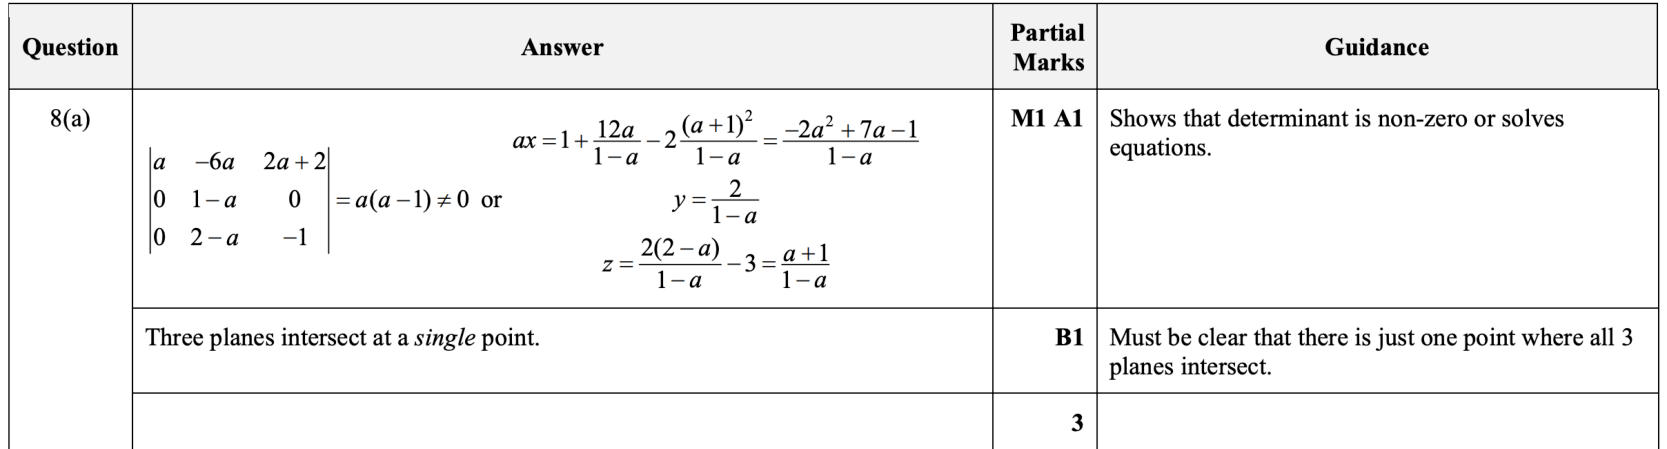 Question Answer Partial Marks Guidance
8(a)
|a −6a 2a + 2|
|0 1 − a 0|
|0 2 − a −1|
= a(a − 1) ≠ 0 or
ax = 1 + 12a/(1 − a) − 2 (a + 1)²/(1 − a) = (−2a² + 7a − 1)/(1 − a)
y = 2/(1 − a)
z = 2(2 − a)/(1 − a) − 3 = (a + 1)/(1 − a)
M1 A1
Shows that determinant is non-zero or solves
equations.
Three planes intersect at a single point.
B1
Must be clear that there is just one point where all 3
planes intersect.
3